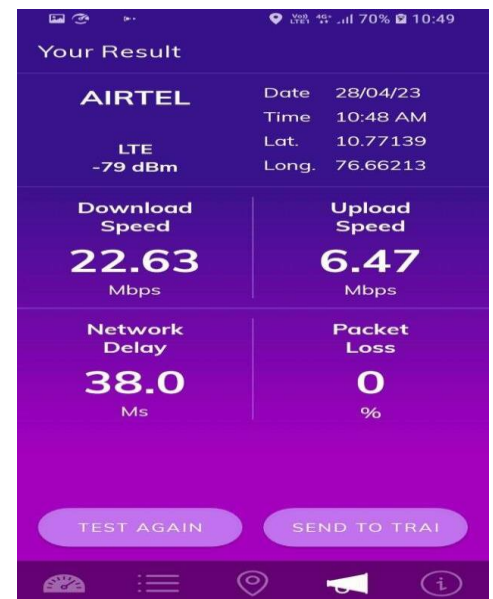 70% 10:49
Your Result
AIRTEL
LTE
-79 dBm
Date 28/04/23
Time 10:48 AM
Lat. 10.77139
Long. 76.66213
Download
Speed
22.63
Mbps
Upload
Speed
6.47
Mbps
Network
Delay
38.0
Ms
Packet
Loss
0
%
TEST AGAIN
SEND TO TRAI